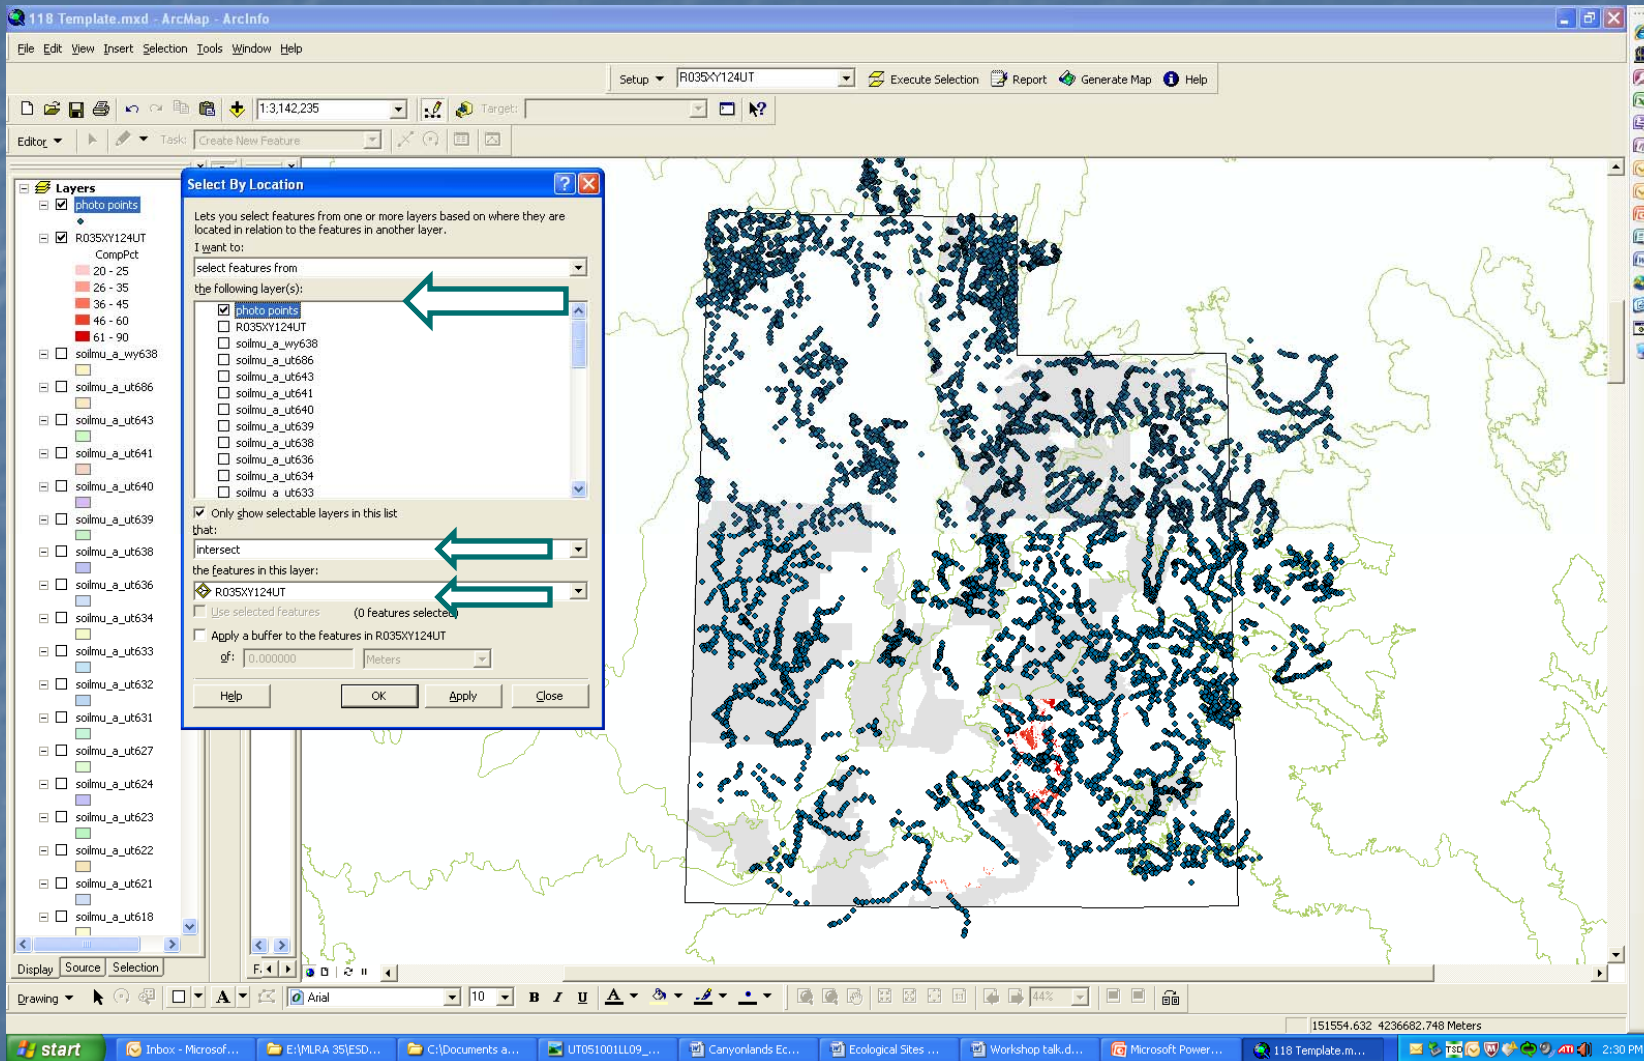 118 Template.mxd - ArcMap - ArcInfo
File Edit View Insert Selection Tools Window Help
Setup R035XY124UT Execute Selection Report Generate Map Help
1:3,142,235 Target:
Editor Task: Create New Feature
Layers
photo points
R035XY124UT
CompPct
20 - 25
26 - 35
36 - 45
46 - 60
61 - 90
soilmu_a_wy638
soilmu_a_ut686
soilmu_a_ut643
soilmu_a_ut641
soilmu_a_ut640
soilmu_a_ut639
soilmu_a_ut638
soilmu_a_ut636
soilmu_a_ut634
soilmu_a_ut633
soilmu_a_ut632
soilmu_a_ut631
soilmu_a_ut627
soilmu_a_ut624
soilmu_a_ut623
soilmu_a_ut622
soilmu_a_ut621
soilmu_a_ut618
Display Source Selection
F.
Select By Location
Lets you select features from one or more layers based on where they are
located in relation to the features in another layer.
I want to:
select features from
the following layer(s):
photo points
R035XY124UT
soilmu_a_wy638
soilmu_a_ut686
soilmu_a_ut643
soilmu_a_ut641
soilmu_a_ut640
soilmu_a_ut639
soilmu_a_ut638
soilmu_a_ut636
soilmu_a_ut634
soilmu_a_ut633
Only show selectable layers in this list
that:
intersect
the features in this layer:
R035XY124UT
Use selected features (0 features selected)
Apply a buffer to the features in R035XY124UT
of: 0.000000 Meters
Help OK Apply Close
Drawing A Arial 10 B I U A 44%
151554.632 4236682.748 Meters
start Inbox - Microsof... E:\MLRA 35\ESD... C:\Documents a... UT051001LL09_... Canyonlands Ec... Ecological Sites ... Workshop talk.d... Microsoft Power... 118 Template.m... TSD ATI 2:30 PM